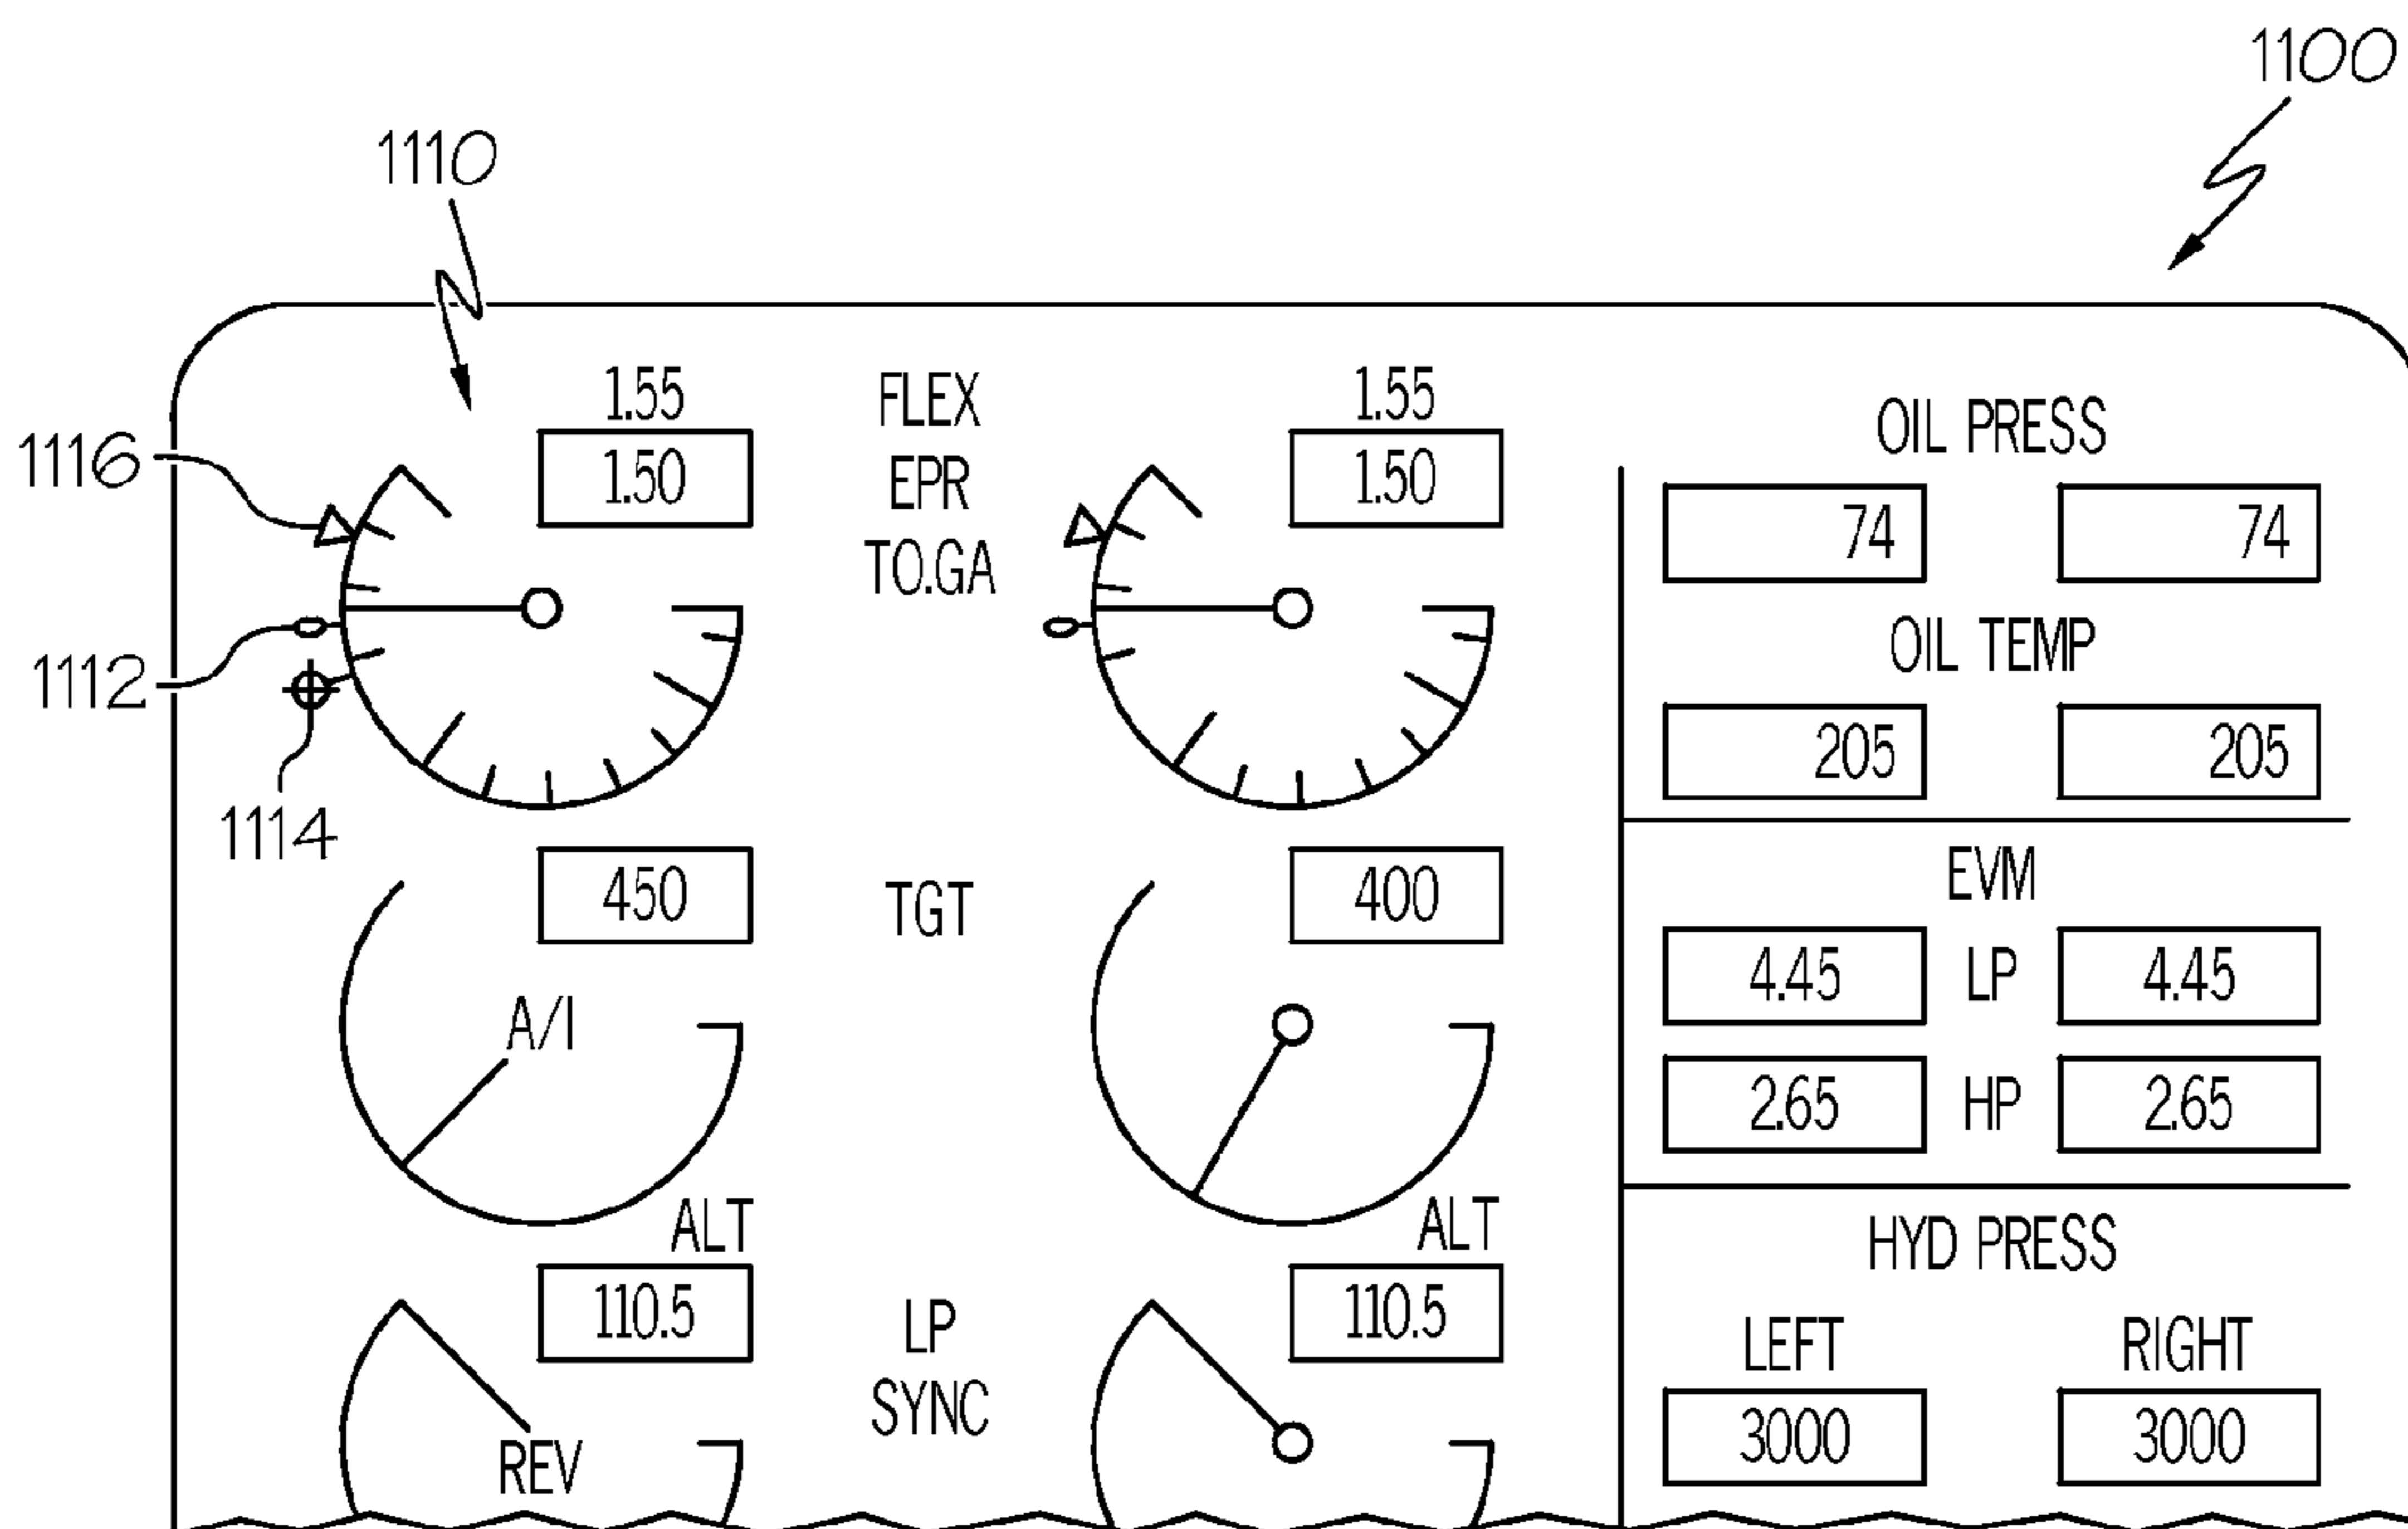 1100
1110
1116
1112
1114
1.55 FLEX 1.55
1.50 EPR 1.50
TO.GA
450 TGT 400
A/I
ALT ALT
110.5 LP 110.5
SYNC
REV
OIL PRESS
74 74
OIL TEMP
205 205
EVM
4.45 LP 4.45
2.65 HP 2.65
HYD PRESS
LEFT RIGHT
3000 3000